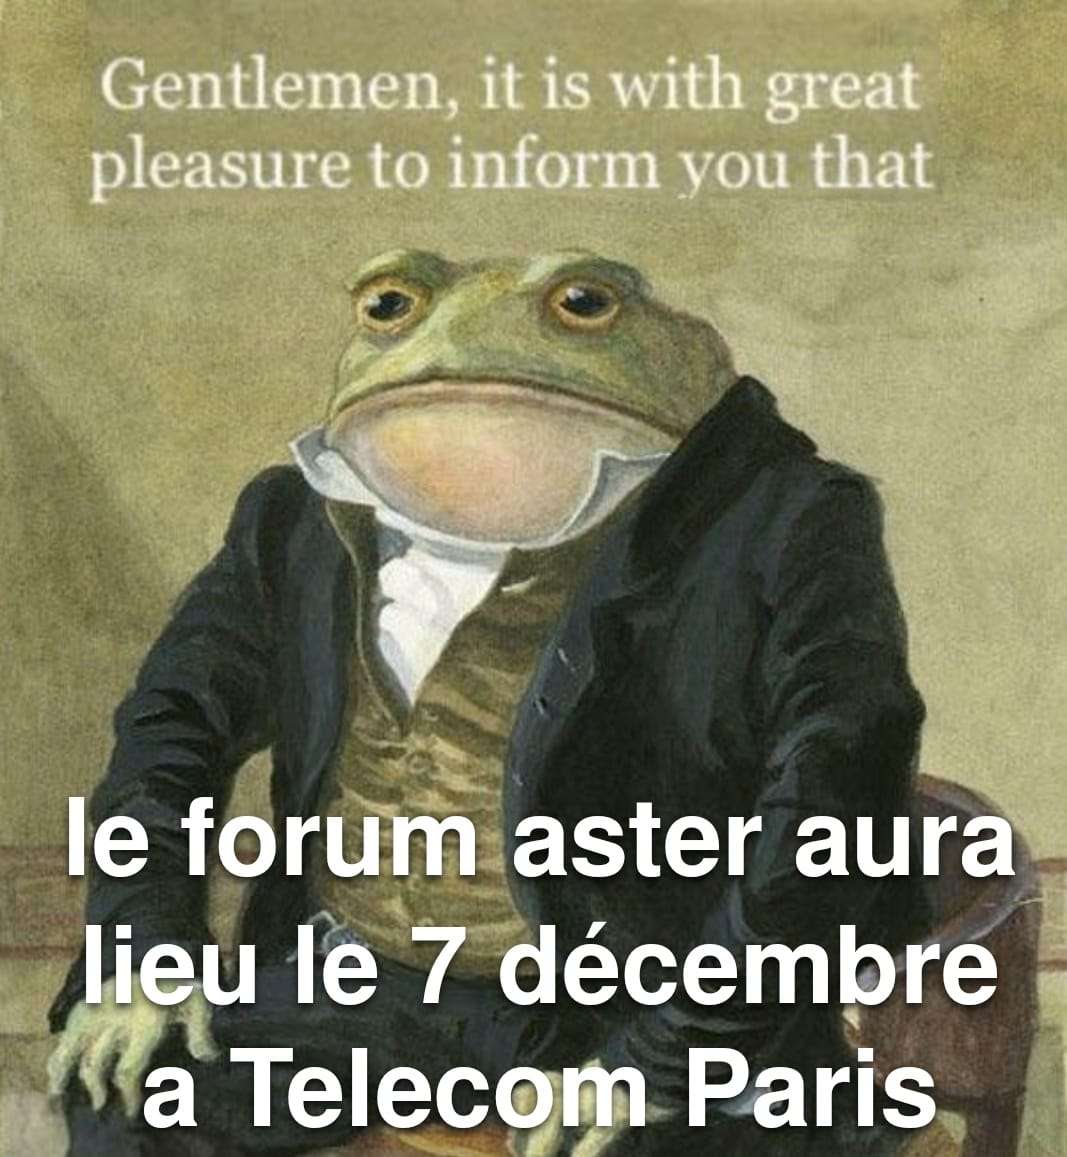 Gentlemen, it is with great
pleasure to inform you that
le forum aster aura
lieu le 7 décembre
a Telecom Paris